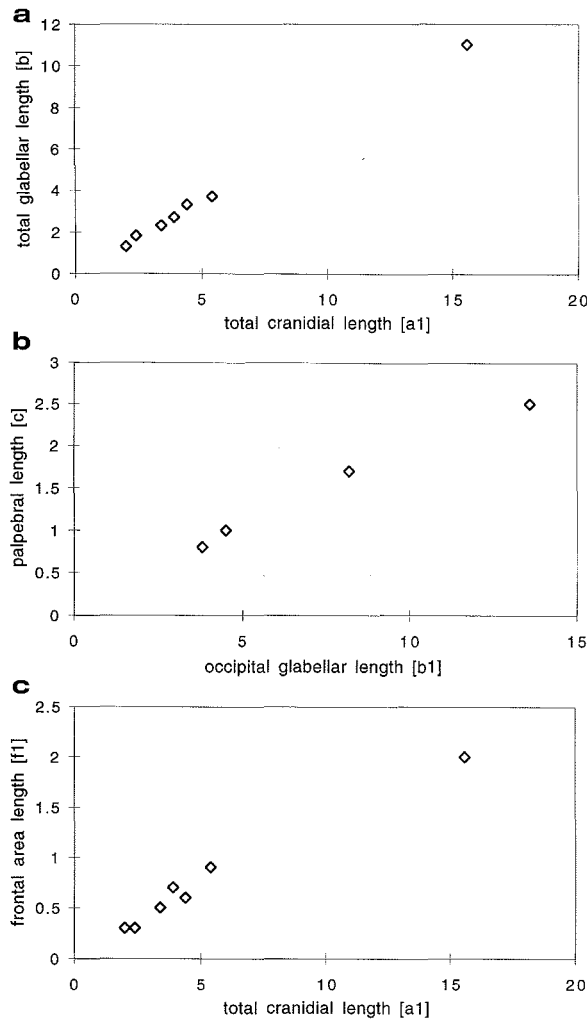 a
total glabellar length [b]
12
10
8
6
4
2
0
0 5 10 15 20
total cranidial length [a1]
b
palpebral length [c]
3
2.5
2
1.5
1
0.5
0
0 5 10 15
occipital glabellar length [b1]
c
frontal area length [f1]
2.5
2
1.5
1
0.5
0
0 5 10 15 20
total cranidial length [a1]